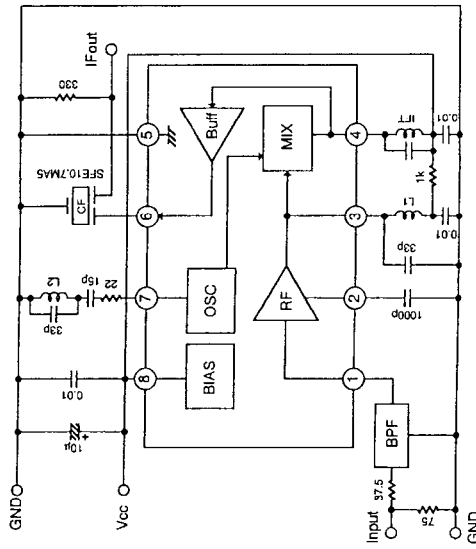 GND
Vcc
10μ
+
0.01
L2
33p
15p
22
SFE10.7MA5
CF
330
IFout
8
7
6
5
BIAS
OSC
Buff
MIX
RF
1
2
3
4
Input
37.5
75
BPF
GND
1000p
33p
L1
0.01
1k
IFT
0.01